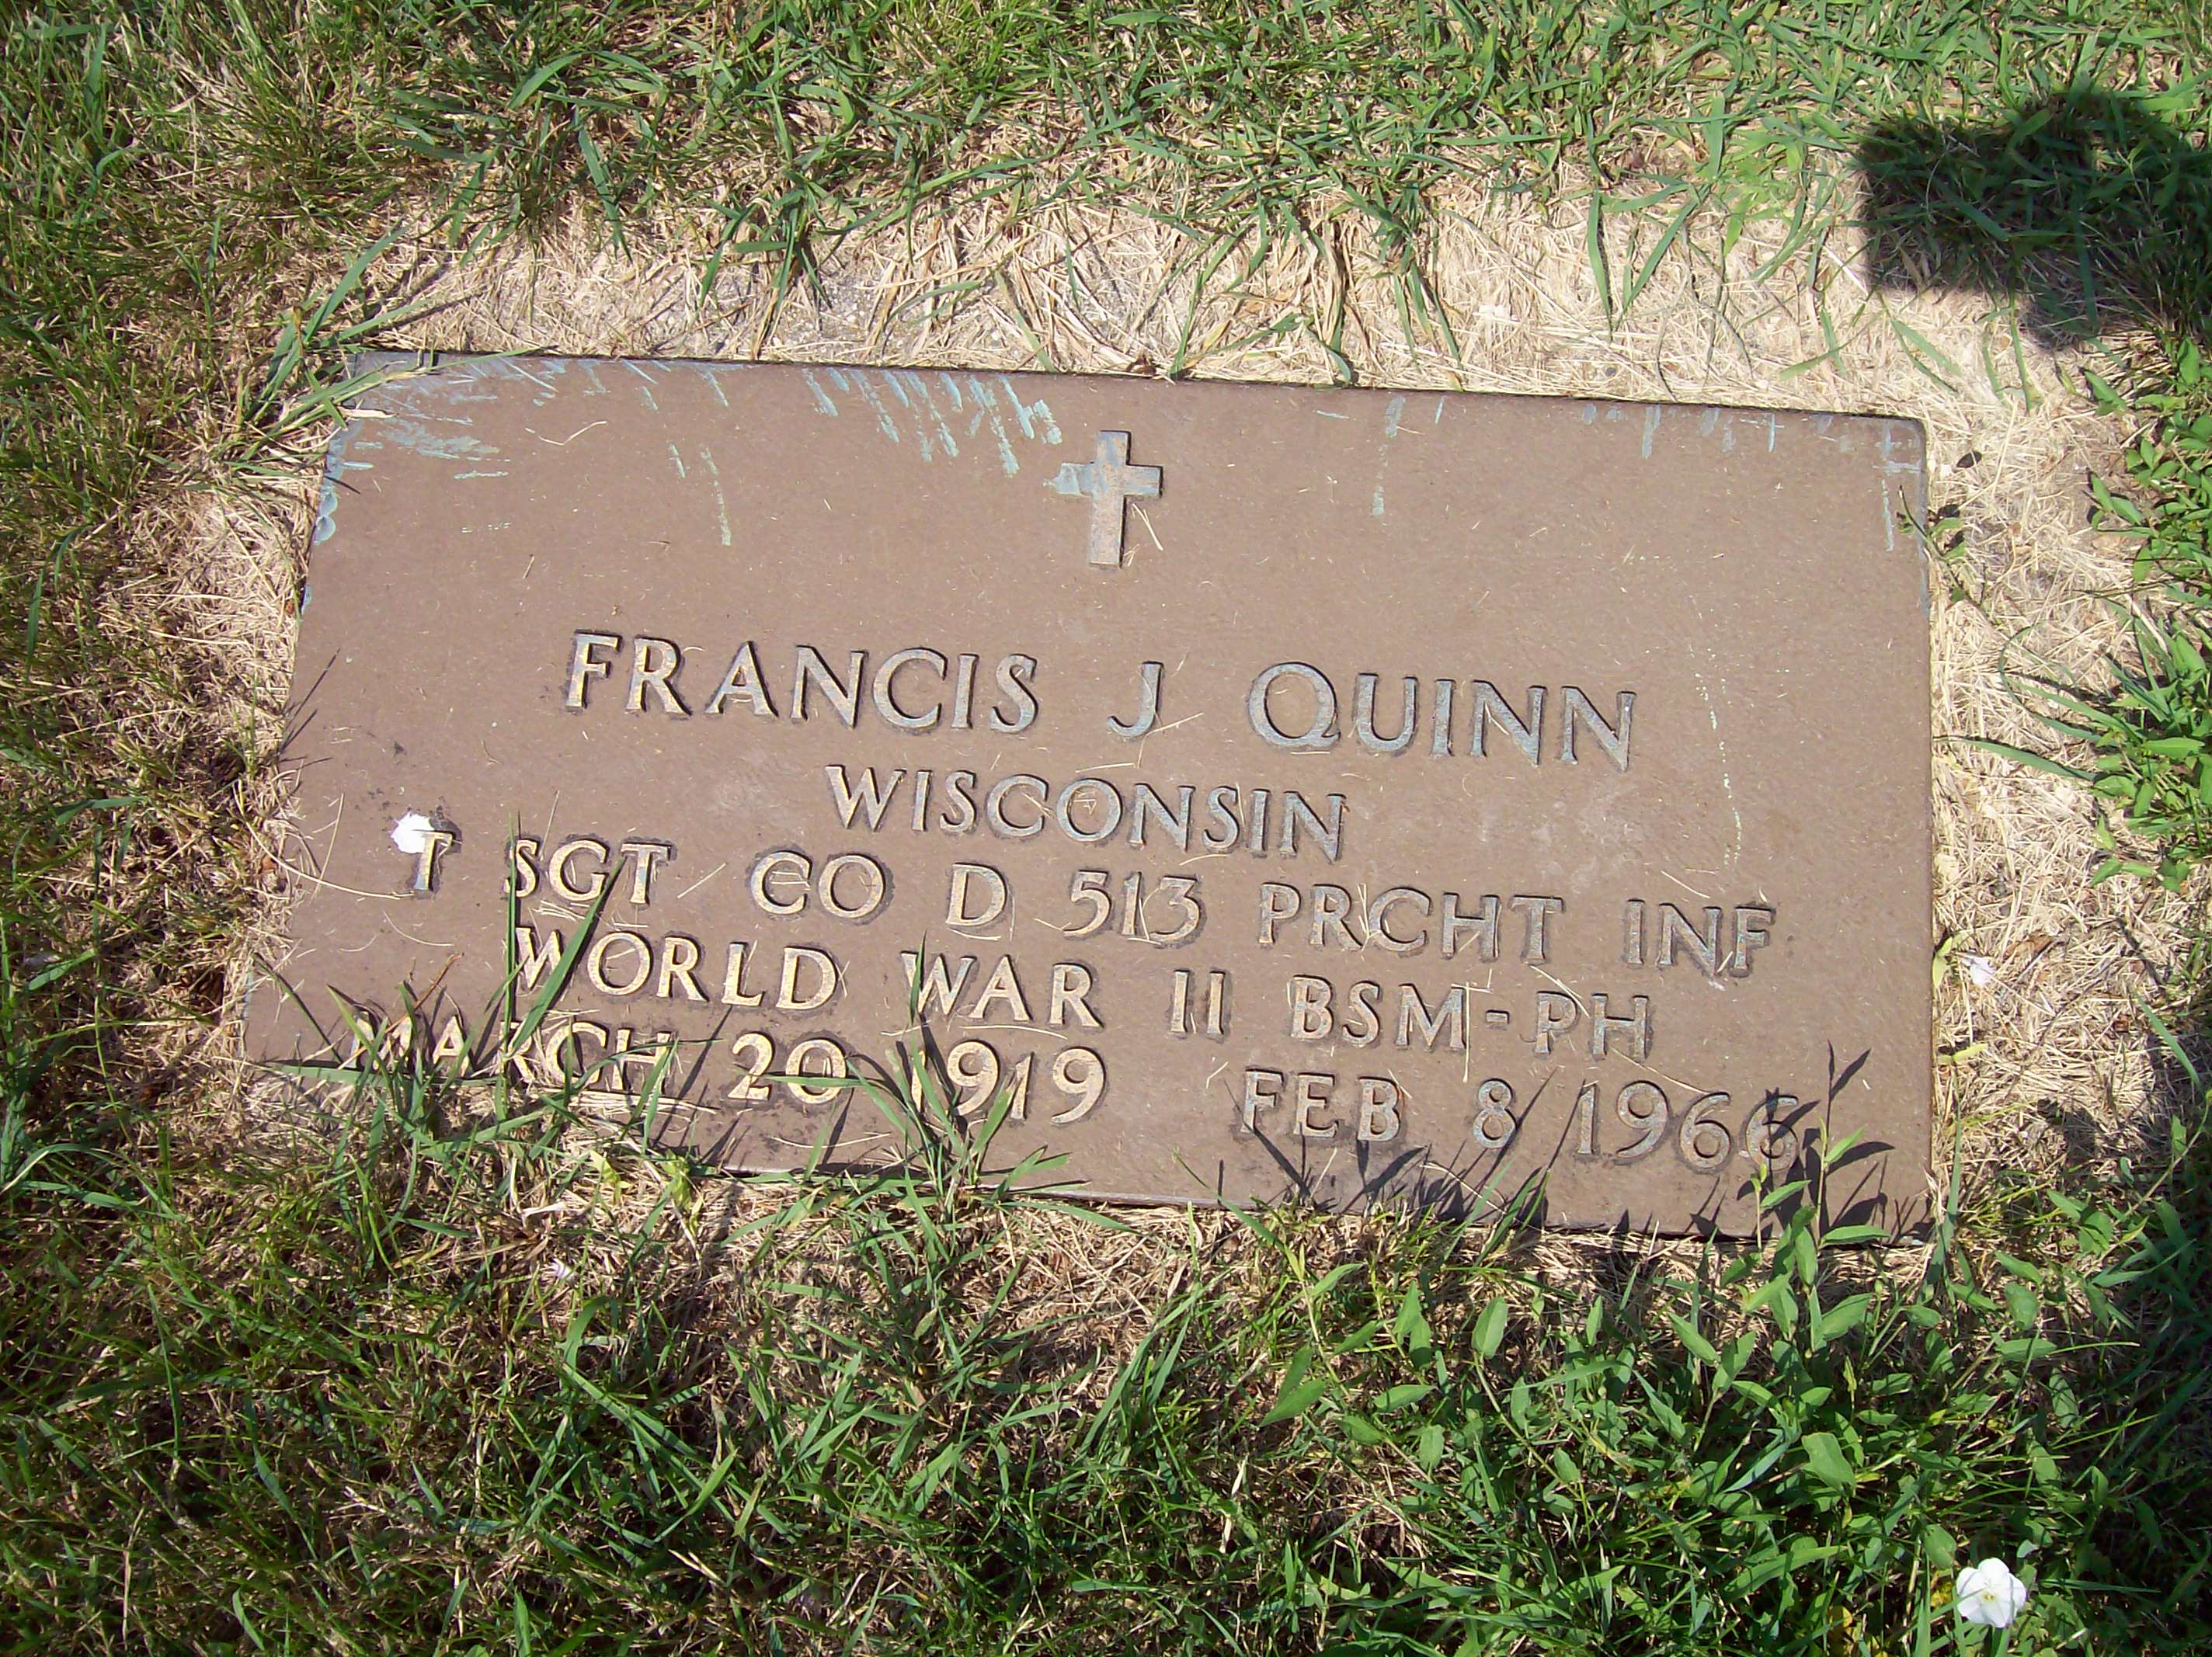 FRANCIS J QUINN
WISCONSIN
T SGT CO D 513 PRCHT INF
WORLD WAR II BSM-PH
MARCH 20 1919 FEB 8 1966